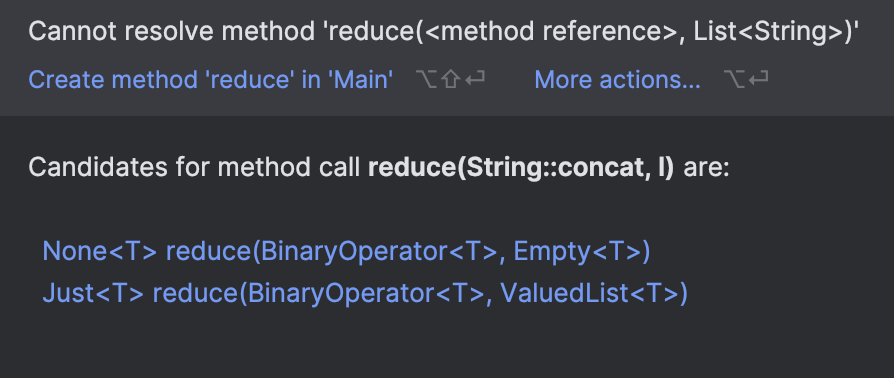 Cannot resolve method 'reduce(<method reference>, List<String>)'
Create method 'reduce' in 'Main' ⌥⇧⏎ More actions... ⌥⏎
Candidates for method call reduce(String::concat, l) are:
None<T> reduce(BinaryOperator<T>, Empty<T>)
Just<T> reduce(BinaryOperator<T>, ValuedList<T>)